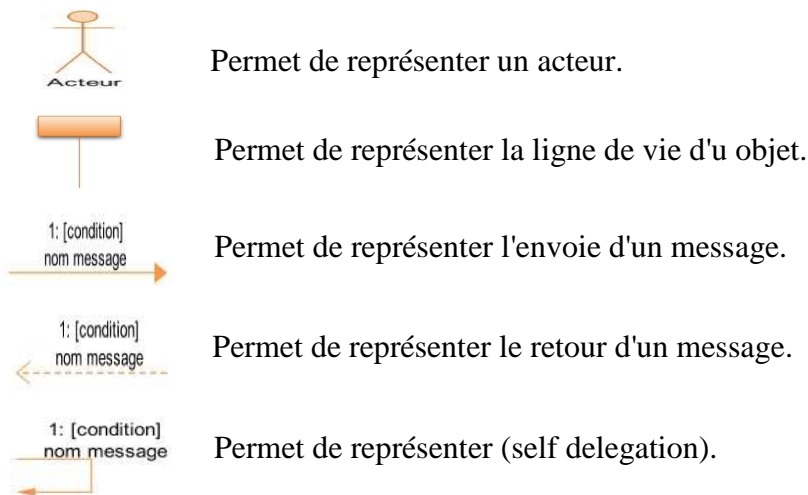 Acteur
Permet de représenter un acteur.
Permet de représenter la ligne de vie d'u objet.
1: [condition]
nom message
Permet de représenter l'envoie d'un message.
1: [condition]
nom message
Permet de représenter le retour d'un message.
1: [condition]
nom message
Permet de représenter (self delegation).